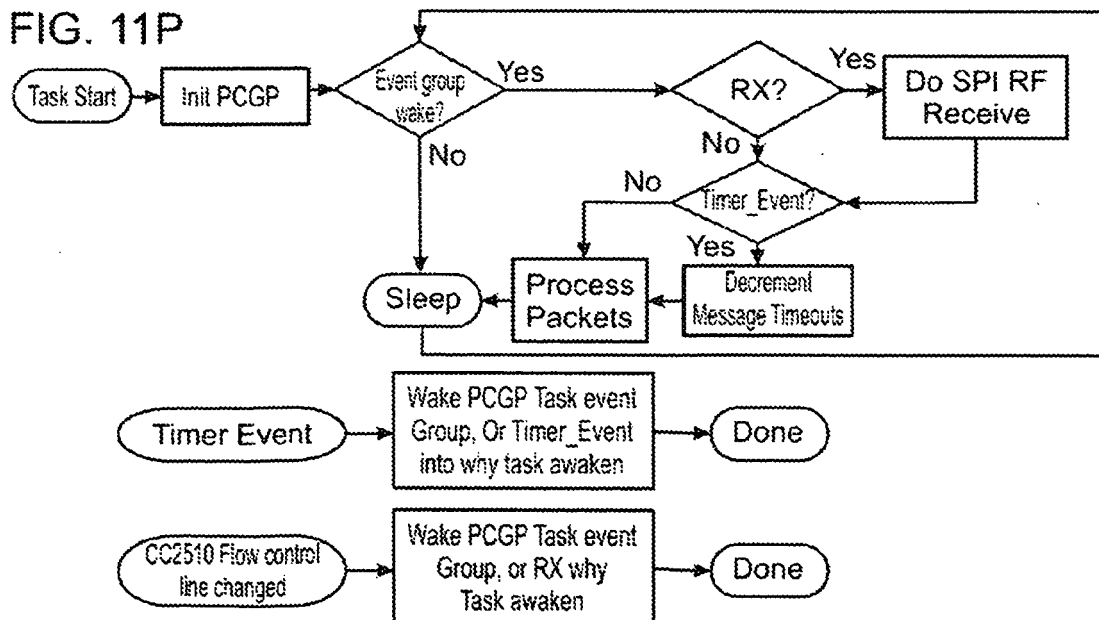 FIG. 11P
Task Start
Init PCGP
Event group
wake?
Yes
No
RX?
Yes
No
Do SPI RF
Receive
Timer_Event?
No
Yes
Decrement
Message Timeouts
Process
Packets
Sleep
Timer Event
Wake PCGP Task event
Group, Or Timer_Event
into why task awaken
Done
CC2510 Flow control
line changed
Wake PCGP Task event
Group, or RX why
Task awaken
Done